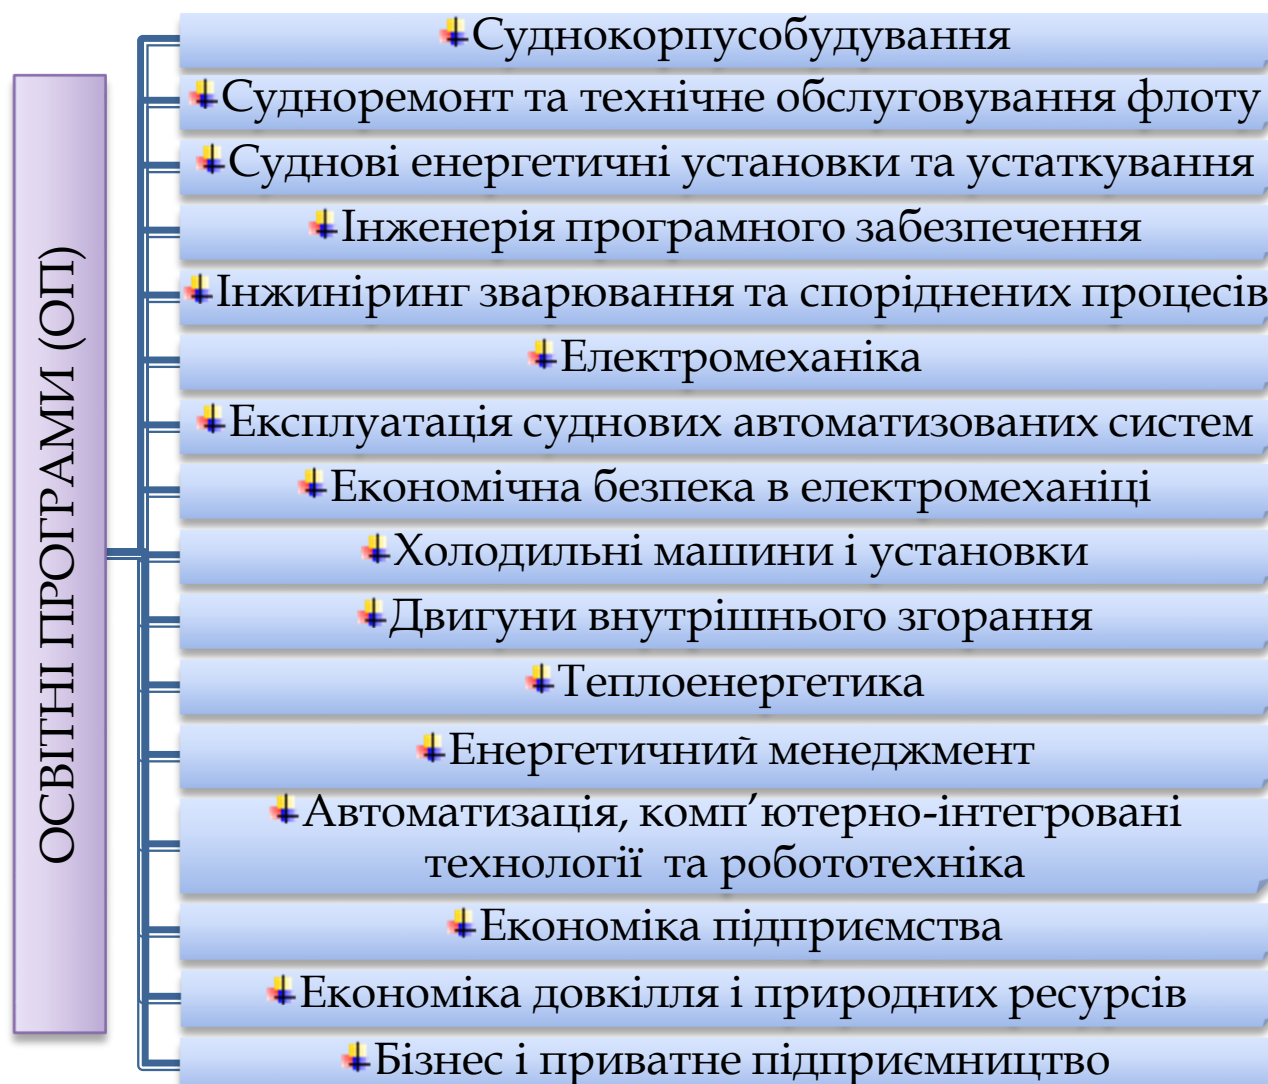 ОСВІТНІ ПРОГРАМИ (ОП)
Суднокорпусобудування
Судноремонт та технічне обслуговування флоту
Суднові енергетичні установки та устаткування
Інженерія програмного забезпечення
Інжиніринг зварювання та споріднених процесів
Електромеханіка
Експлуатація суднових автоматизованих систем
Економічна безпека в електромеханіці
Холодильні машини і установки
Двигуни внутрішнього згорання
Теплоенергетика
Енергетичний менеджмент
Автоматизація, комп’ютерно-інтегровані
технології та робототехніка
Економіка підприємства
Економіка довкілля і природних ресурсів
Бізнес і приватне підприємництво